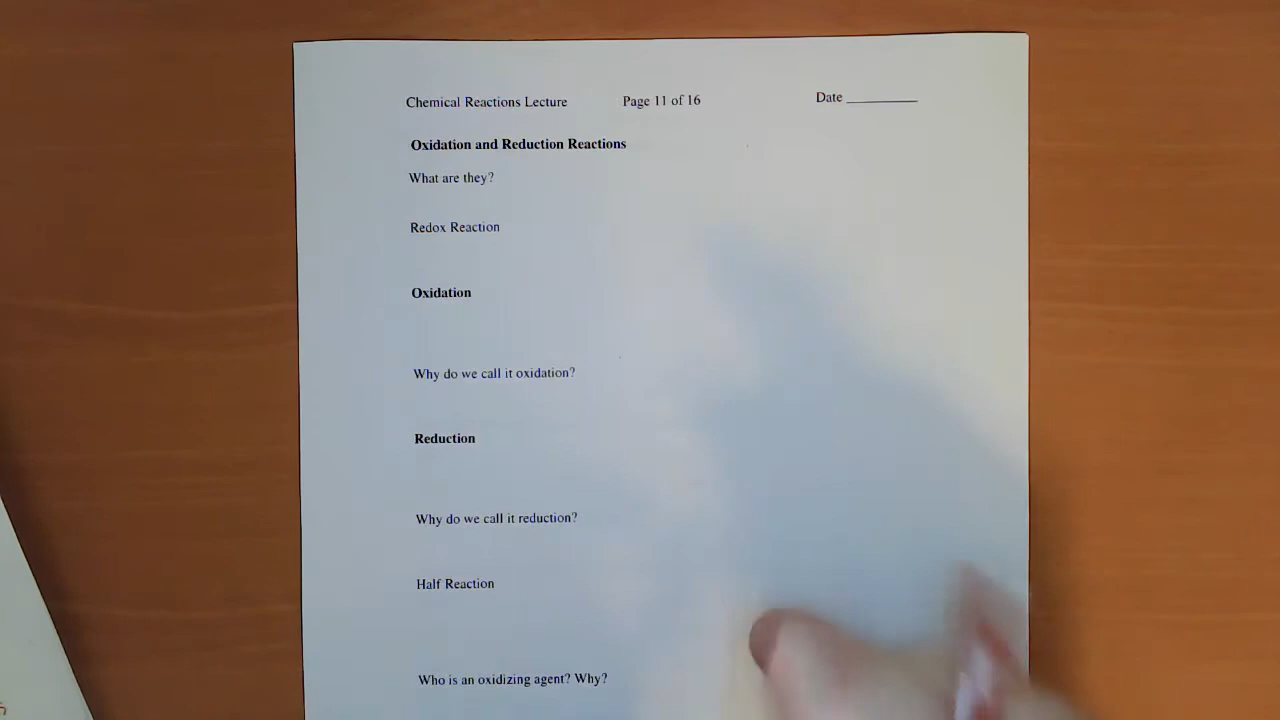 Chemical Reactions Lecture Page 11 of 16 Date __________
Oxidation and Reduction Reactions
What are they?
Redox Reaction
Oxidation
Why do we call it oxidation?
Reduction
Why do we call it reduction?
Half Reaction
Who is an oxidizing agent? Why?